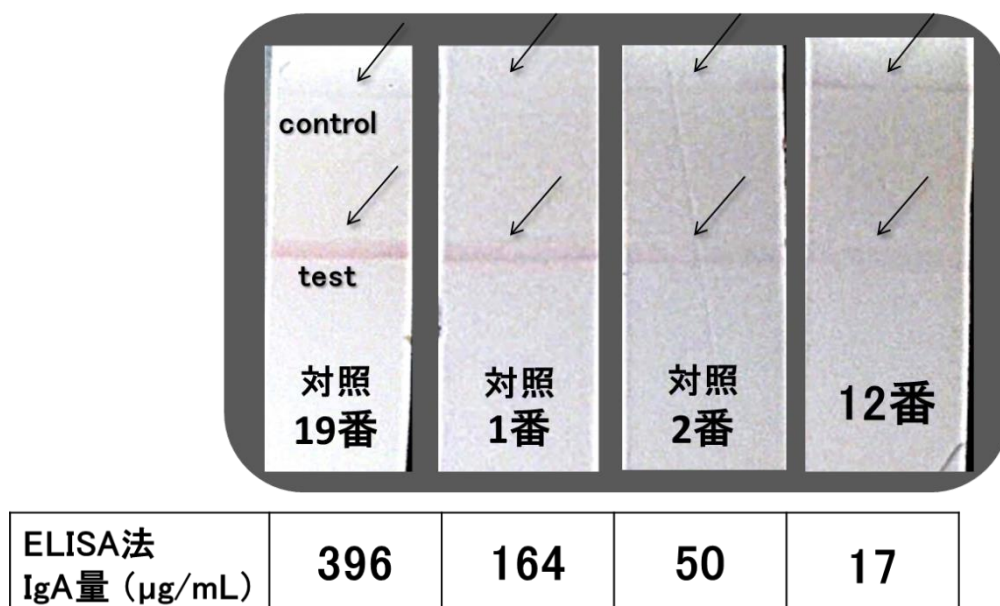 control
test
対照
19番
対照
1番
対照
2番
12番
ELISA法
IgA量 (μg/mL)
396
164
50
17